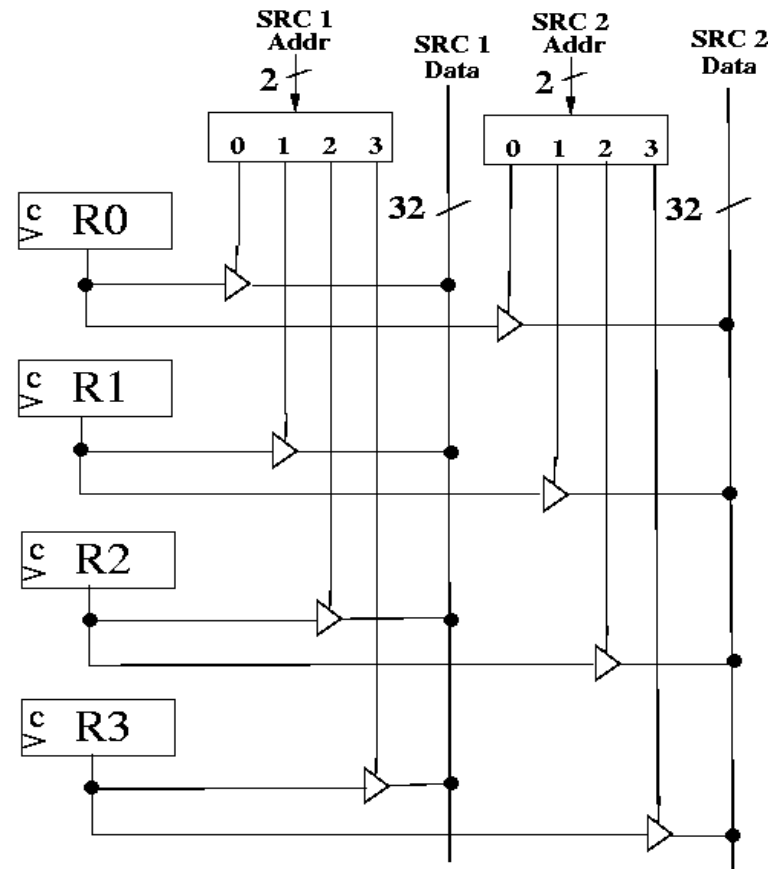 SRC 1
Addr
2
SRC 1
Data
SRC 2
Addr
2
SRC 2
Data
0 1 2 3
0 1 2 3
32
32
C R0
C R1
C R2
C R3